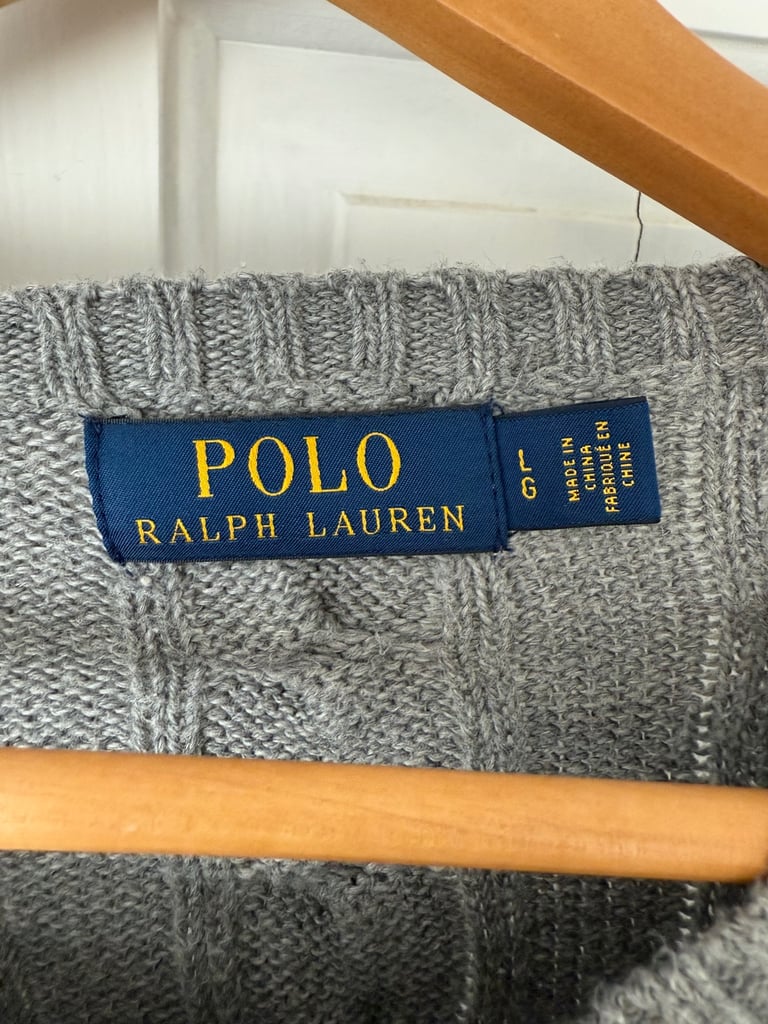 POLO
RALPH LAUREN
L
G
MADE IN
CHINA
FABRIQUÉ EN
CHINE